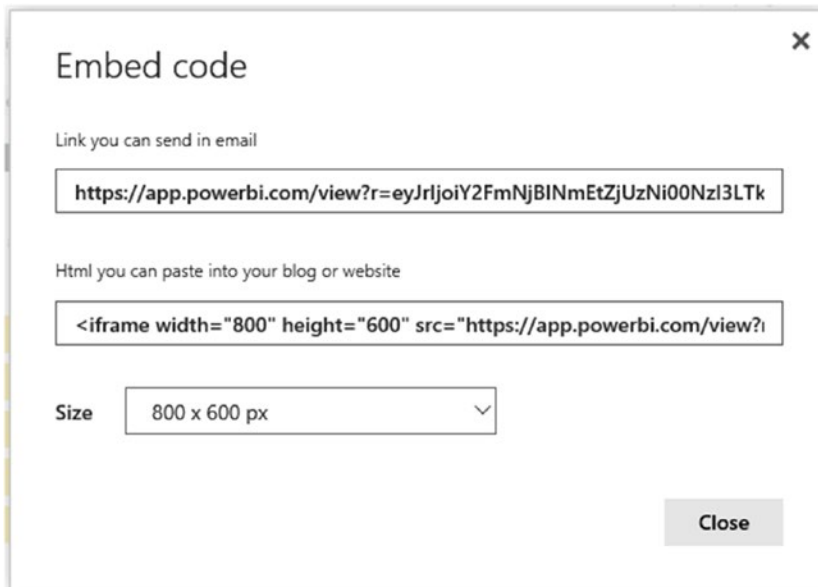 Embed code
Link you can send in email
https://app.powerbi.com/view?r=eyJrIjoiY2FmNjBlNmEtZjUzNi00NzI3LTk
Html you can paste into your blog or website
<iframe width="800" height="600" src="https://app.powerbi.com/view?r
Size
800 x 600 px
Close